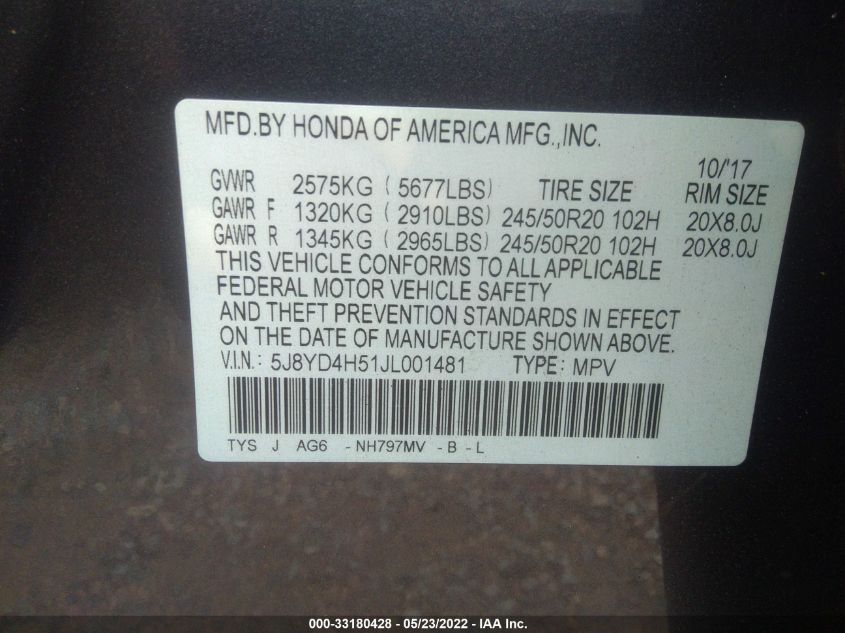 MFD.BY HONDA OF AMERICA MFG.,INC.
10/'17
GVWR 2575KG ( 5677LBS) TIRE SIZE RIM SIZE
GAWR F 1320KG ( 2910LBS) 245/50R20 102H 20X8.0J
GAWR R 1345KG ( 2965LBS) 245/50R20 102H 20X8.0J
THIS VEHICLE CONFORMS TO ALL APPLICABLE
FEDERAL MOTOR VEHICLE SAFETY
AND THEFT PREVENTION STANDARDS IN EFFECT
ON THE DATE OF MANUFACTURE SHOWN ABOVE.
V.I.N.: 5J8YD4H51JL001481 TYPE: MPV
TYS J AG6 -NH797MV -B -L
000-33180428 - 05/23/2022 - IAA Inc.